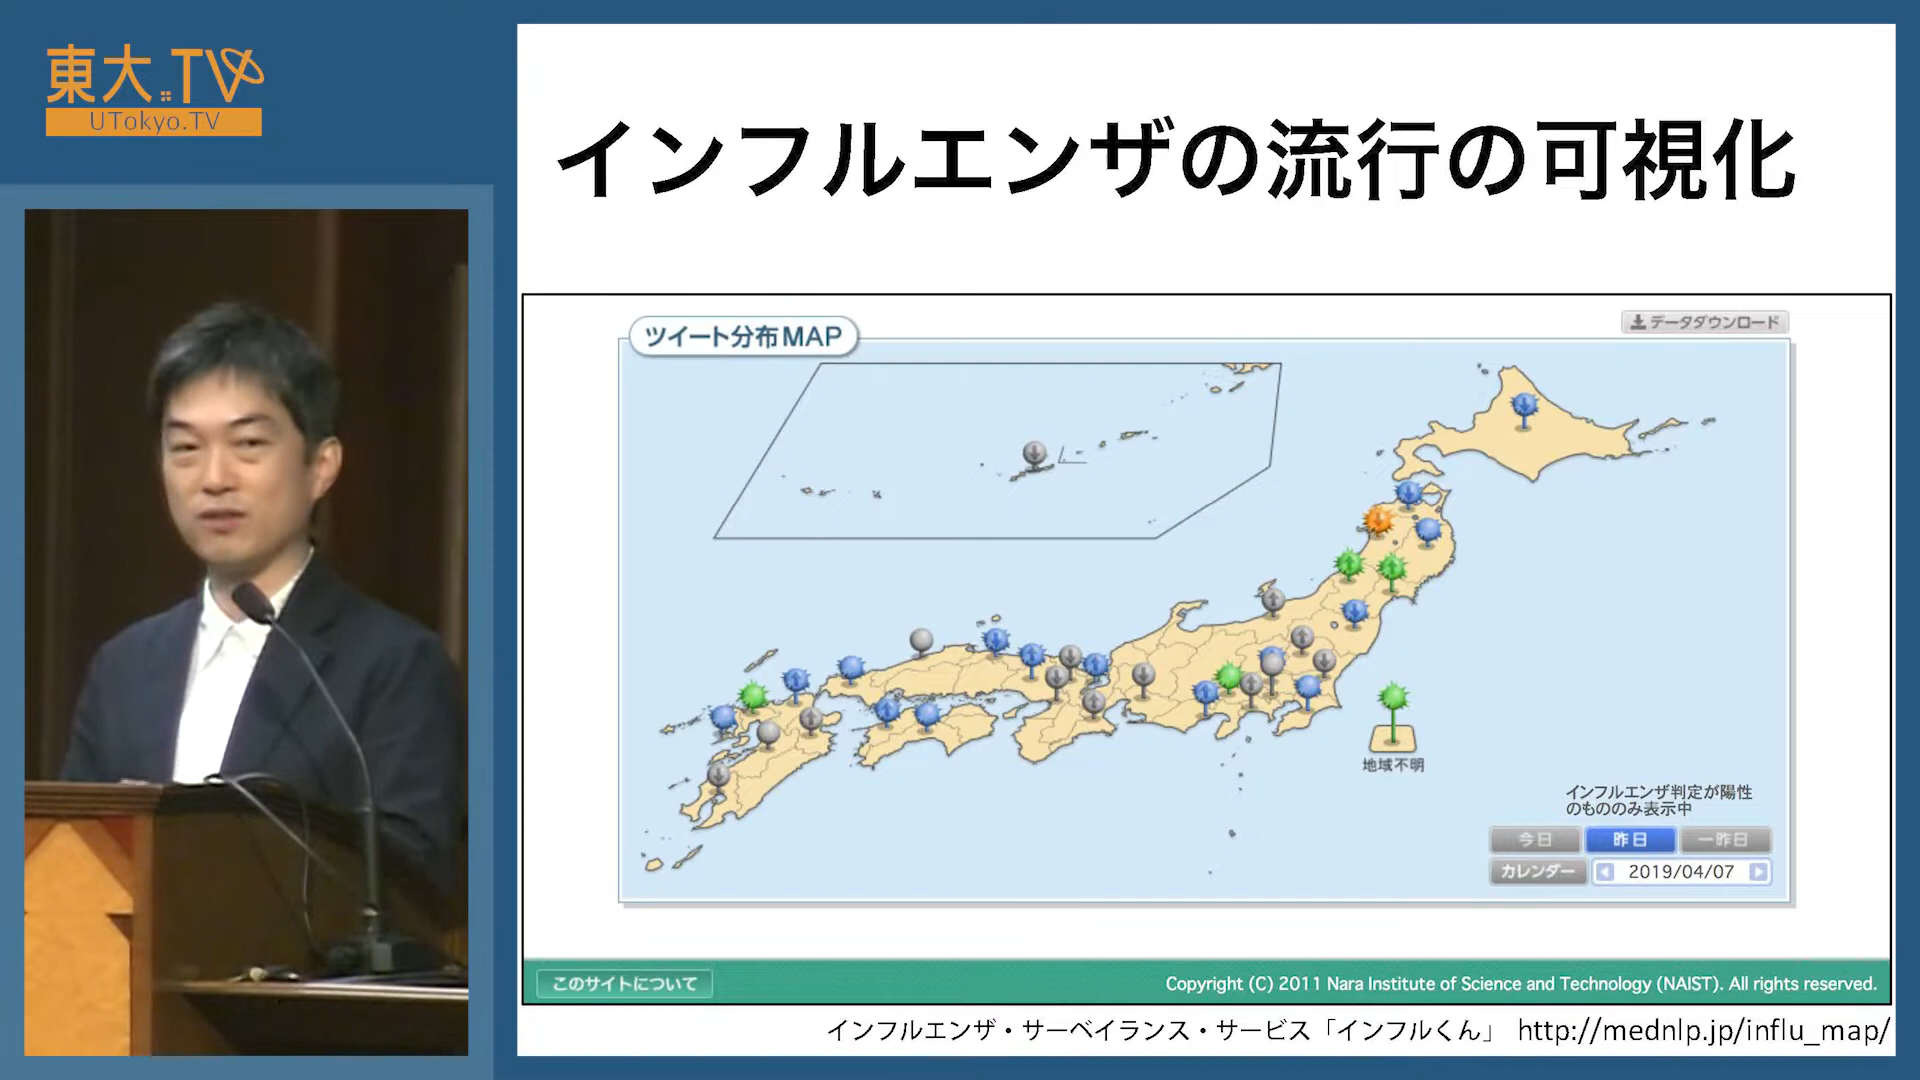 東大TV
UTokyo.TV
インフルエンザの流行の可視化
ツイート分布MAP
データダウンロード
地域不明
インフルエンザ判定が陽性
のもののみ表示中
今日 昨日 一昨日
カレンダー 2019/04/07
このサイトについて
Copyright (C) 2011 Nara Institute of Science and Technology (NAIST). All rights reserved.
インフルエンザ・サーベイランス・サービス「インフルくん」 http://mednlp.jp/influ_map/